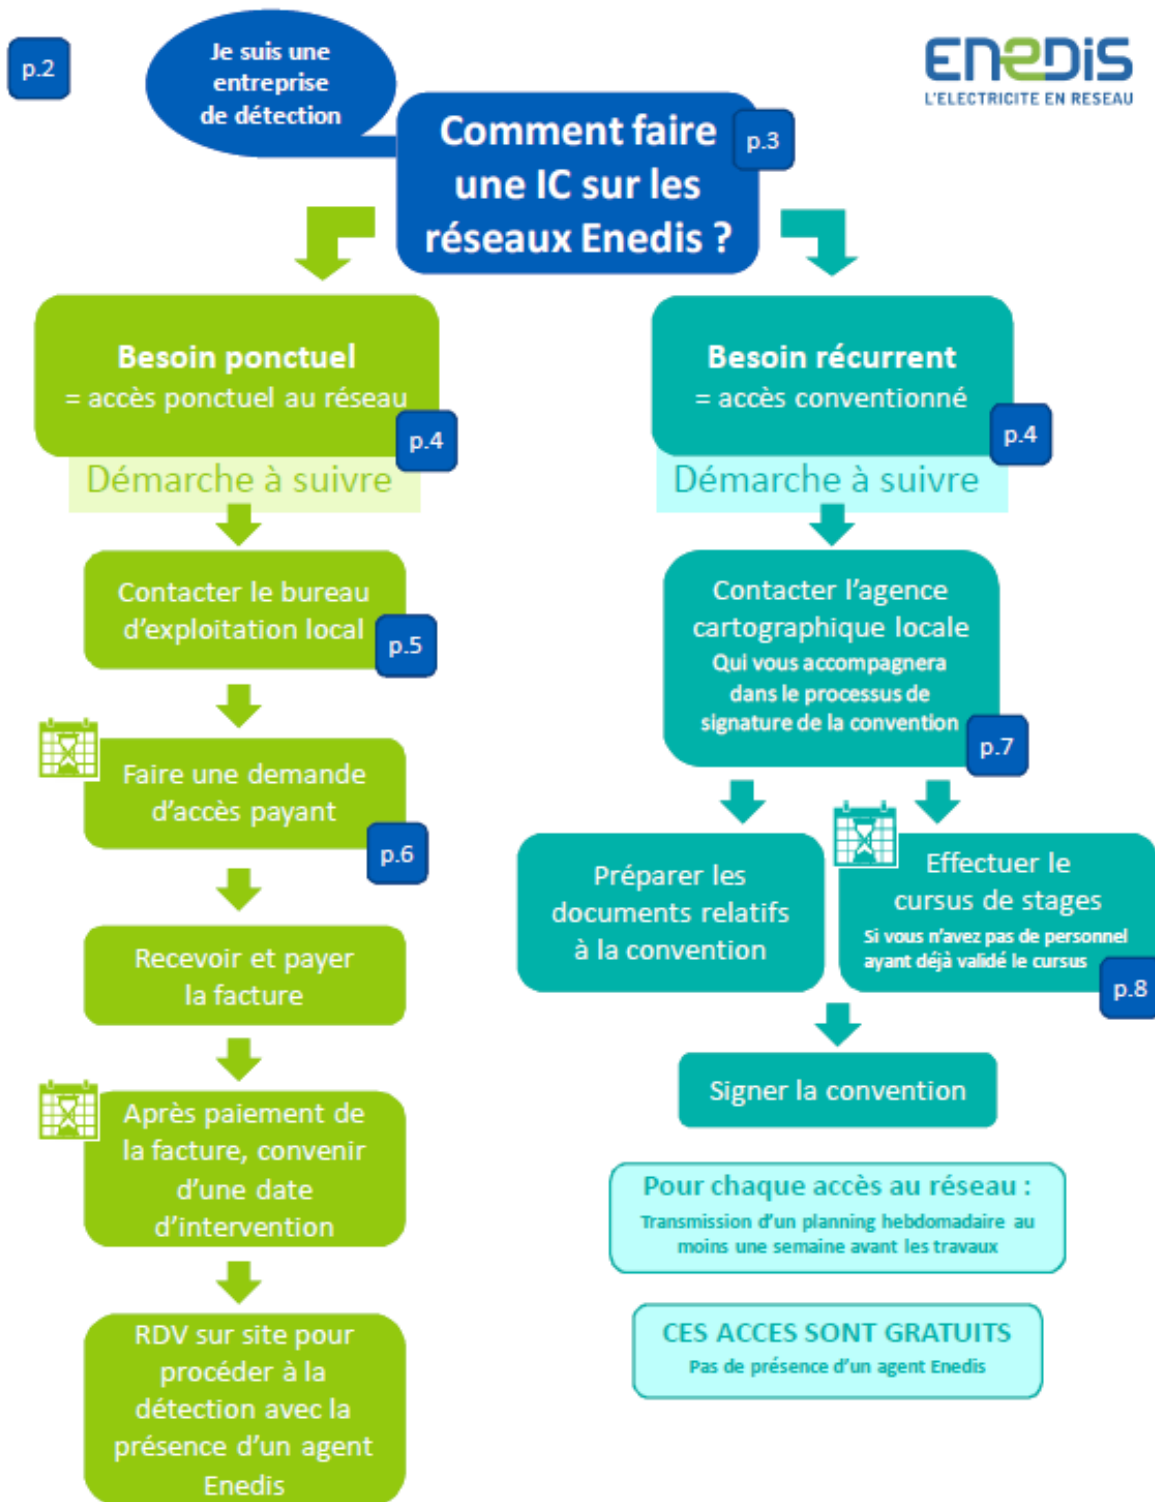 p.2
Je suis une
entreprise
de détection
ENEDIS
L'ELECTRICITE EN RESEAU
Comment faire
une IC sur les
réseaux Enedis ?
p.3
Besoin ponctuel
= accès ponctuel au réseau
p.4
Démarche à suivre
Contacter le bureau
d'exploitation local
p.5
Faire une demande
d'accès payant
p.6
Recevoir et payer
la facture
Après paiement de
la facture, convenir
d'une date
d'intervention
RDV sur site pour
procéder à la
détection avec la
présence d'un agent
Enedis
Besoin récurrent
= accès conventionné
p.4
Démarche à suivre
Contacter l'agence
cartographique locale
Qui vous accompagnera
dans le processus de
signature de la convention
p.7
Préparer les
documents relatifs
à la convention
Effectuer le
cursus de stages
Si vous n'avez pas de personnel
ayant déjà validé le cursus
p.8
Signer la convention
Pour chaque accès au réseau :
Transmission d'un planning hebdomadaire au
moins une semaine avant les travaux
CES ACCES SONT GRATUITS
Pas de présence d'un agent Enedis